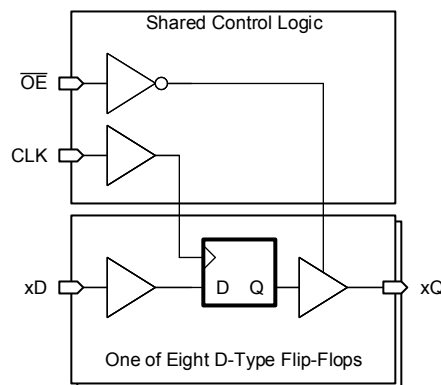 Shared Control Logic
OE
CLK
xD
D Q
xQ
One of Eight D-Type Flip-Flops